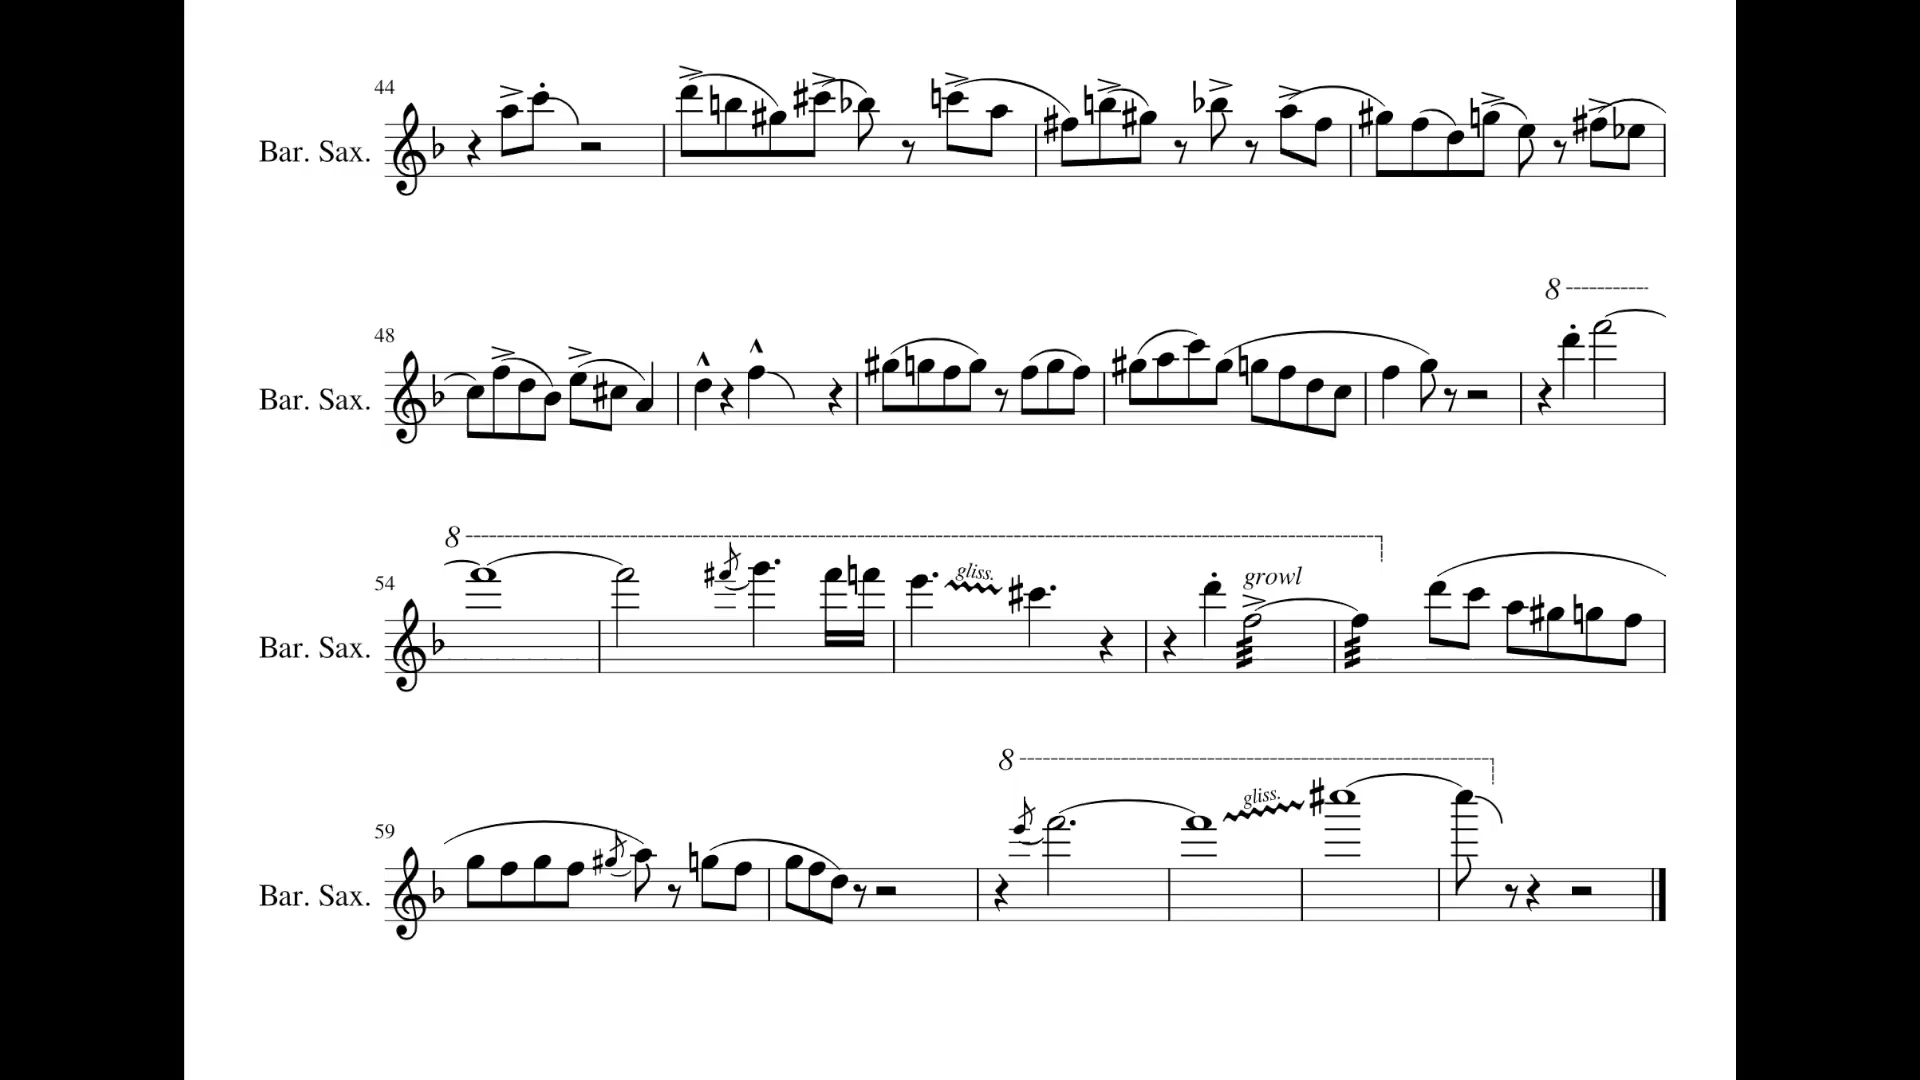 44
Bar. Sax.
8
48
Bar. Sax.
8
gliss.
growl
54
Bar. Sax.
8
gliss.
59
Bar. Sax.